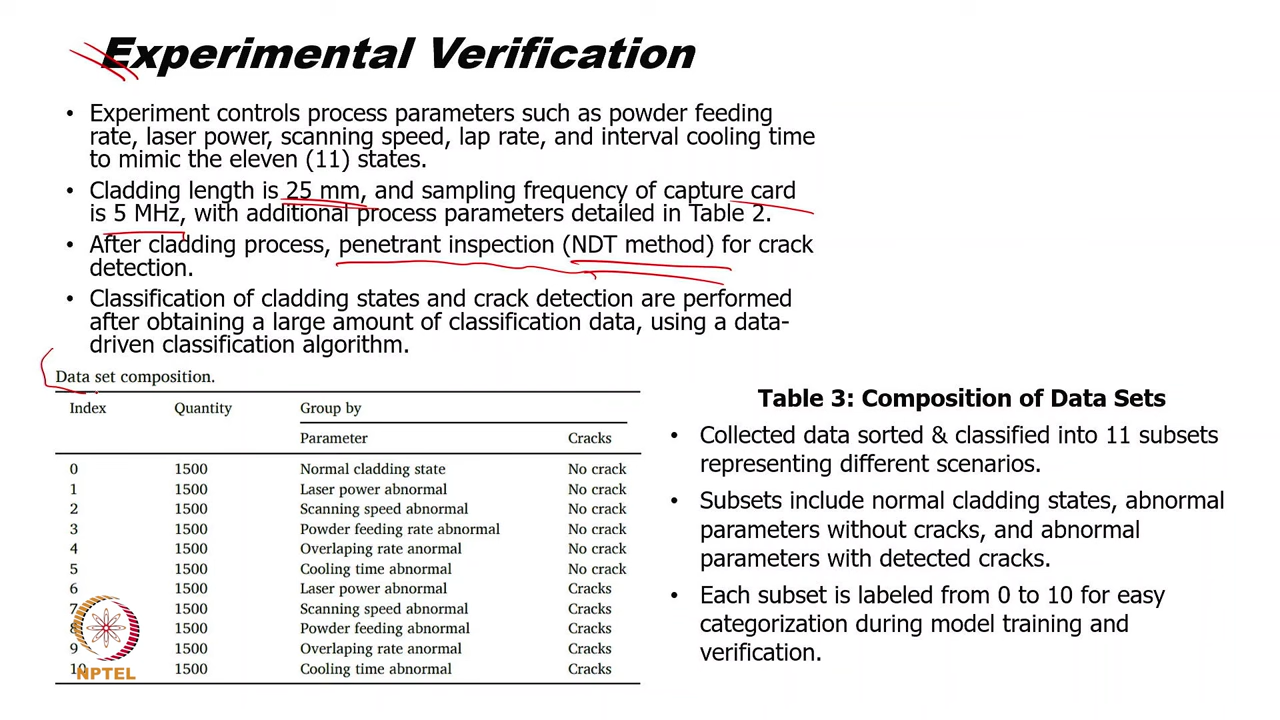 Experimental Verification
• Experiment controls process parameters such as powder feeding
rate, laser power, scanning speed, lap rate, and interval cooling time
to mimic the eleven (11) states.
• Cladding length is 25 mm, and sampling frequency of capture card
is 5 MHz, with additional process parameters detailed in Table 2.
• After cladding process, penetrant inspection (NDT method) for crack
detection.
• Classification of cladding states and crack detection are performed
after obtaining a large amount of classification data, using a data-
driven classification algorithm.
Data set composition.
Index Quantity Group by
Parameter Cracks
0 1500 Normal cladding state No crack
1 1500 Laser power abnormal No crack
2 1500 Scanning speed abnormal No crack
3 1500 Powder feeding rate abnormal No crack
4 1500 Overlaping rate anormal No crack
5 1500 Cooling time abnormal No crack
6 1500 Laser power abnormal Cracks
7 1500 Scanning speed abnormal Cracks
8 1500 Powder feeding abnormal Cracks
9 1500 Overlaping rate anormal Cracks
10 1500 Cooling time abnormal Cracks
NPTEL
Table 3: Composition of Data Sets
• Collected data sorted & classified into 11 subsets
representing different scenarios.
• Subsets include normal cladding states, abnormal
parameters without cracks, and abnormal
parameters with detected cracks.
• Each subset is labeled from 0 to 10 for easy
categorization during model training and
verification.